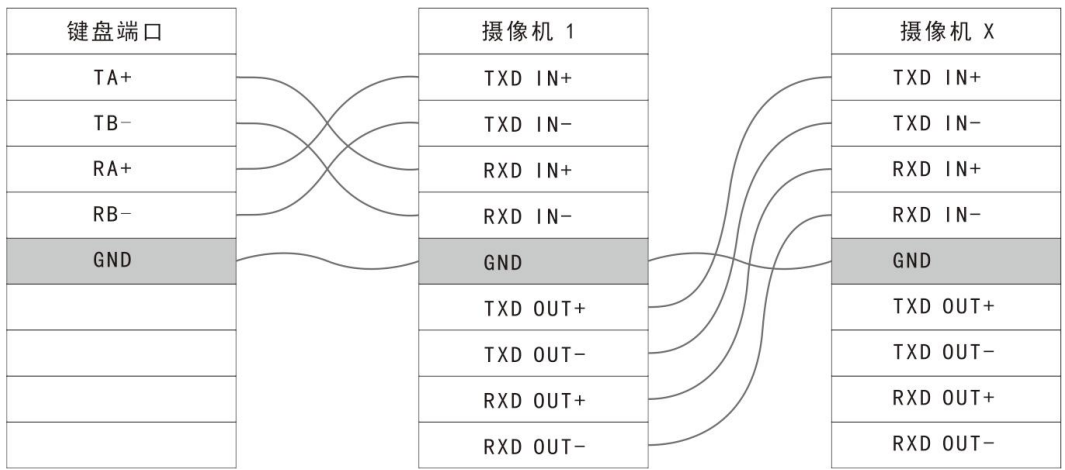 键盘端口 摄像机 1 摄像机 X
TA+ TXD IN+ TXD IN+
TB- TXD IN- TXD IN-
RA+ RXD IN+ RXD IN+
RB- RXD IN- RXD IN-
GND GND GND
TXD OUT+ TXD OUT+
TXD OUT- TXD OUT-
RXD OUT+ RXD OUT+
RXD OUT- RXD OUT-